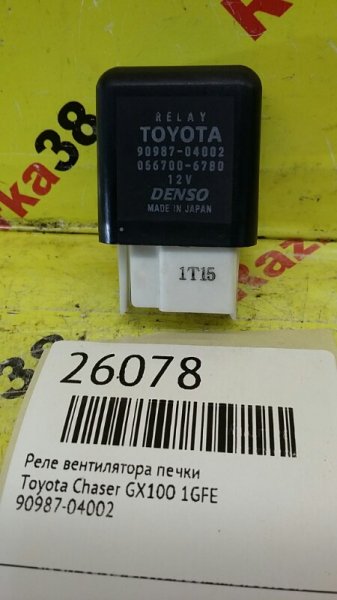 RELAY
TOYOTA
90987-04002
066700-6780
12V
DENSO
MADE IN JAPAN
1T15
26078
Реле вентилятора печки
Toyota Chaser GX100 1GFE
90987-04002